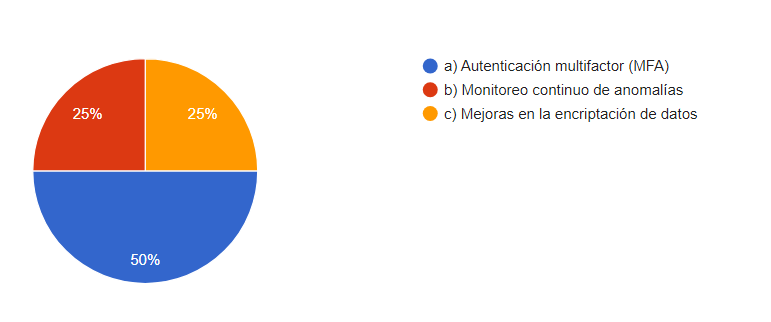 a) Autenticación multifactor (MFA)
b) Monitoreo continuo de anomalías
c) Mejoras en la encriptación de datos
25%
25%
50%